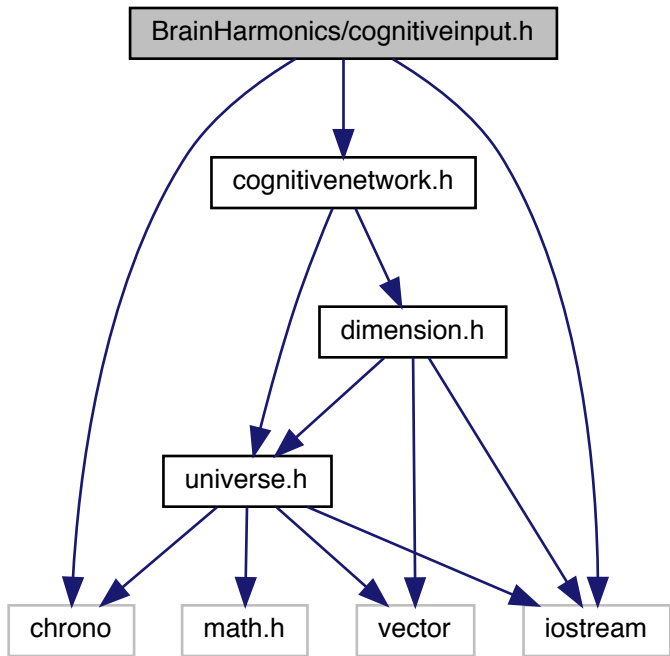 BrainHarmonics/cognitiveinput.h
cognitivenetwork.h
dimension.h
universe.h
chrono
math.h
vector
iostream